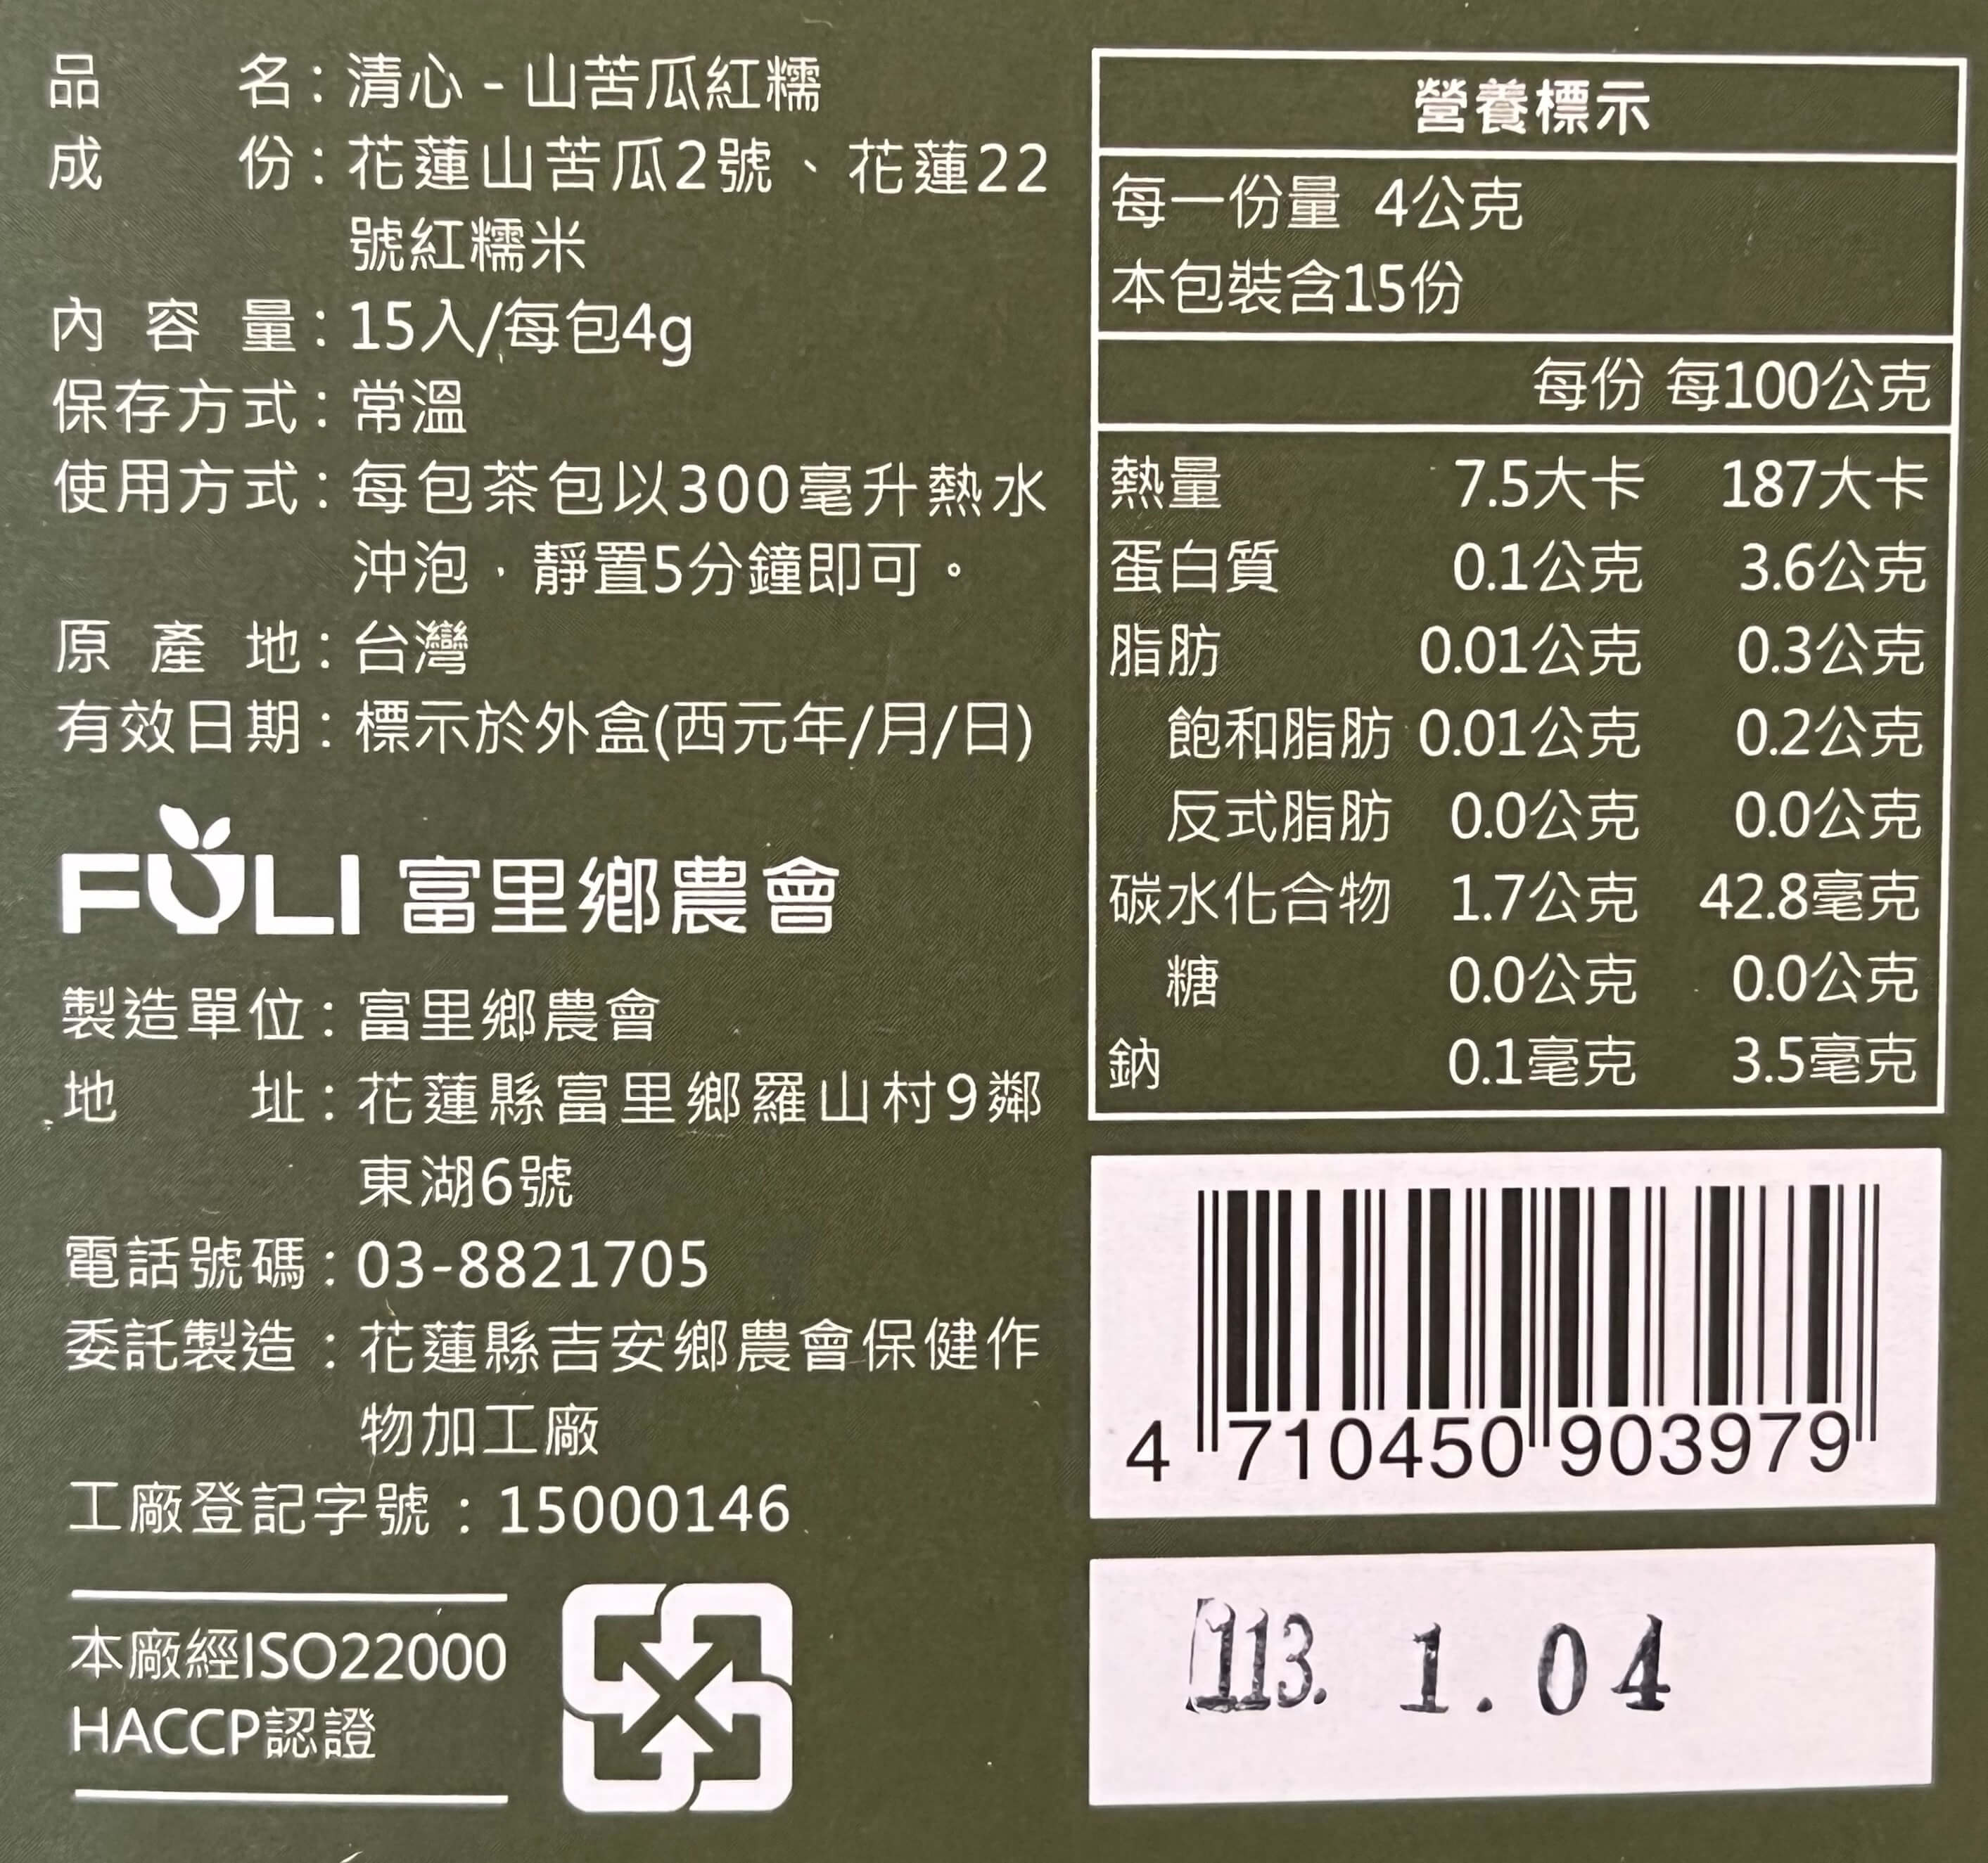 品名：清心 - 山苦瓜紅糯
成份：花蓮山苦瓜2號、花蓮22
號紅糯米
內容量：15入/每包4g
保存方式：常溫
使用方式：每包茶包以300毫升熱水
沖泡，靜置5分鐘即可。
原產地：台灣
有效日期：標示於外盒(西元年/月/日)
FULI 富里鄉農會
製造單位：富里鄉農會
地址：花蓮縣富里鄉羅山村9鄰
東湖6號
電話號碼：03-8821705
委託製造：花蓮縣吉安鄉農會保健作
物加工廠
工廠登記字號：15000146
本廠經ISO22000
HACCP認證
營養標示
每一份量 4公克
本包裝含15份
每份 每100公克
熱量 7.5大卡 187大卡
蛋白質 0.1公克 3.6公克
脂肪 0.01公克 0.3公克
飽和脂肪 0.01公克 0.2公克
反式脂肪 0.0公克 0.0公克
碳水化合物 1.7公克 42.8毫克
糖 0.0公克 0.0公克
鈉 0.1毫克 3.5毫克
4 710450 903979
113. 1.04